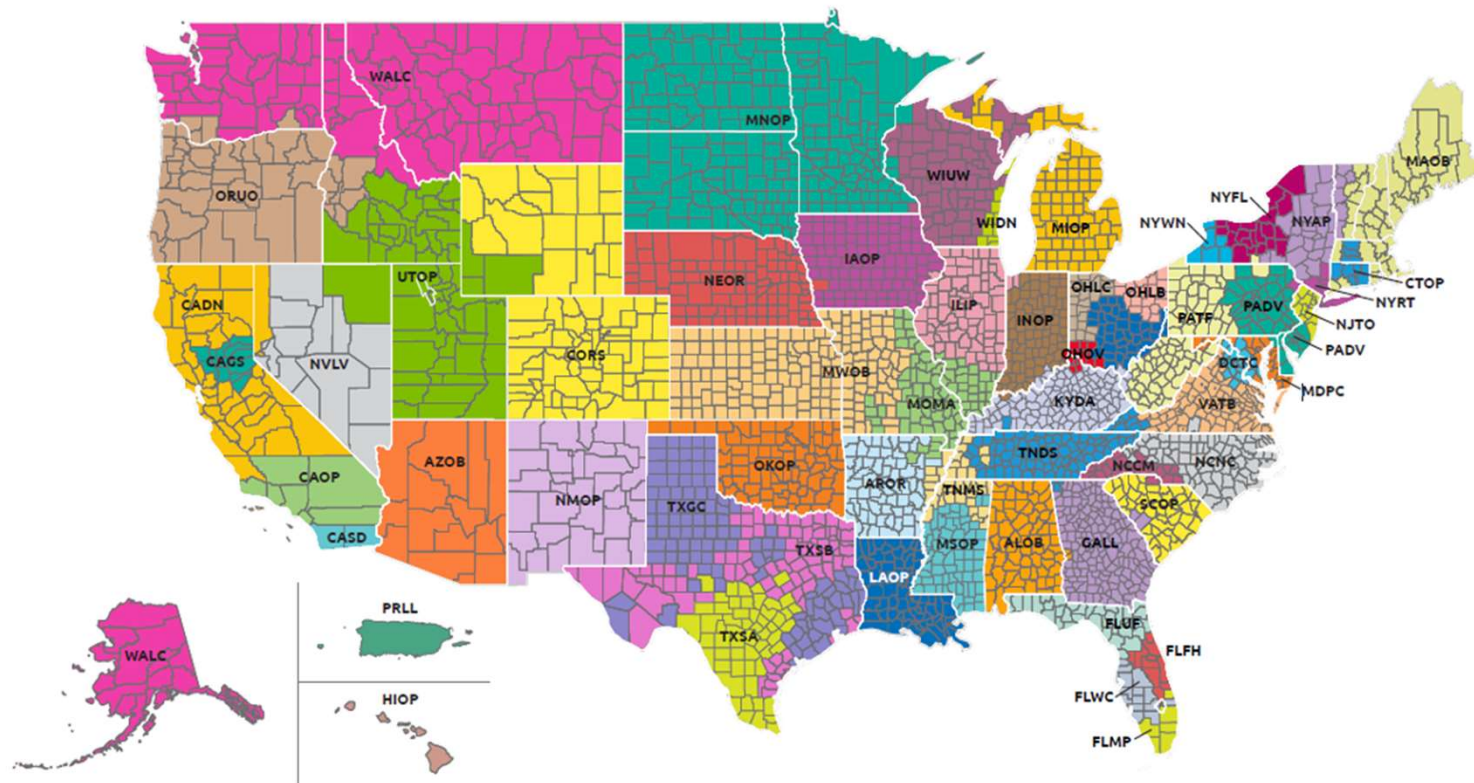 WALC
MNOP
MAOB
ORUO
WIUW
NYFL
NYAP
NYWN
WIDN
MIOP
IAOP
NEOR
UTOP
CADN
CTOP
NYRT
OHLC
OHLB
PADV
NJTO
PATF
ILIP
INOP
CAGS
NVLV
CORS
OHOV
PADV
DCTC
MDPC
MWOB
MOMA
KYDA
VATB
AZOB
CAOP
NMOP
OKOP
TXGC
AROR
TNDS
NCCM
NCNC
TNMS
SCOP
CASD
TXSB
MSOP
ALOB
GALL
LAOP
PRLL
TXSA
FLUF
FLFH
WALC
HIOP
FLWC
FLMP